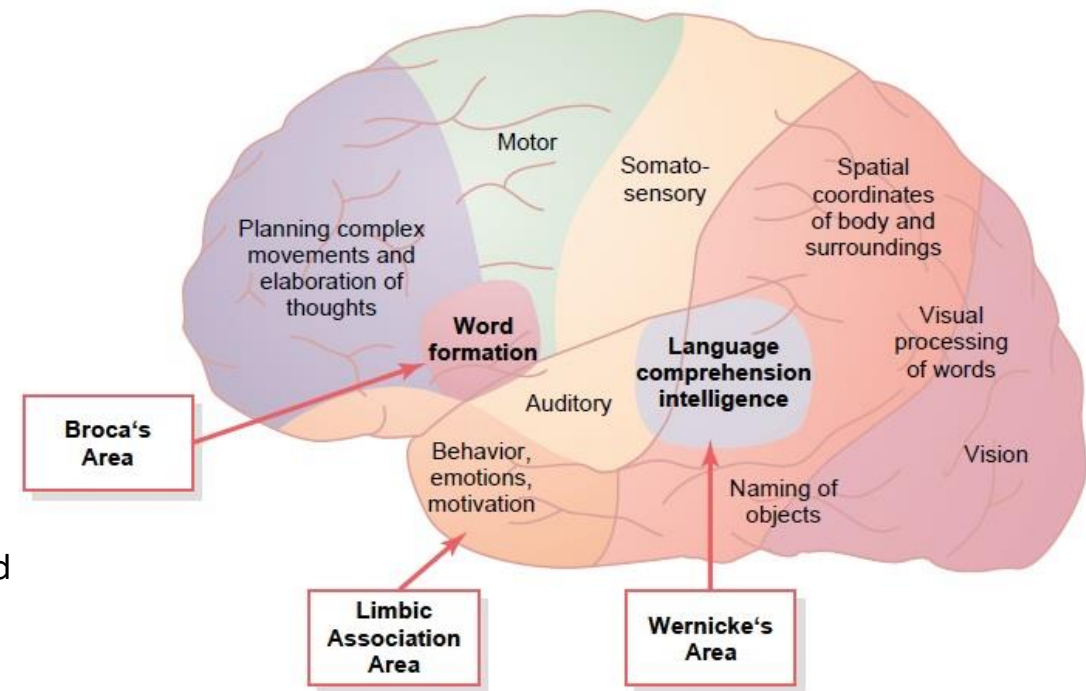 Motor
Somato-
sensory
Spatial
coordinates
of body and
surroundings
Planning complex
movements and
elaboration of
thoughts
Word
formation
Language
comprehension
intelligence
Visual
processing
of words
Auditory
Broca‘s
Area
Behavior,
emotions,
motivation
Vision
Naming of
objects
d
Limbic
Association
Area
Wernicke‘s
Area